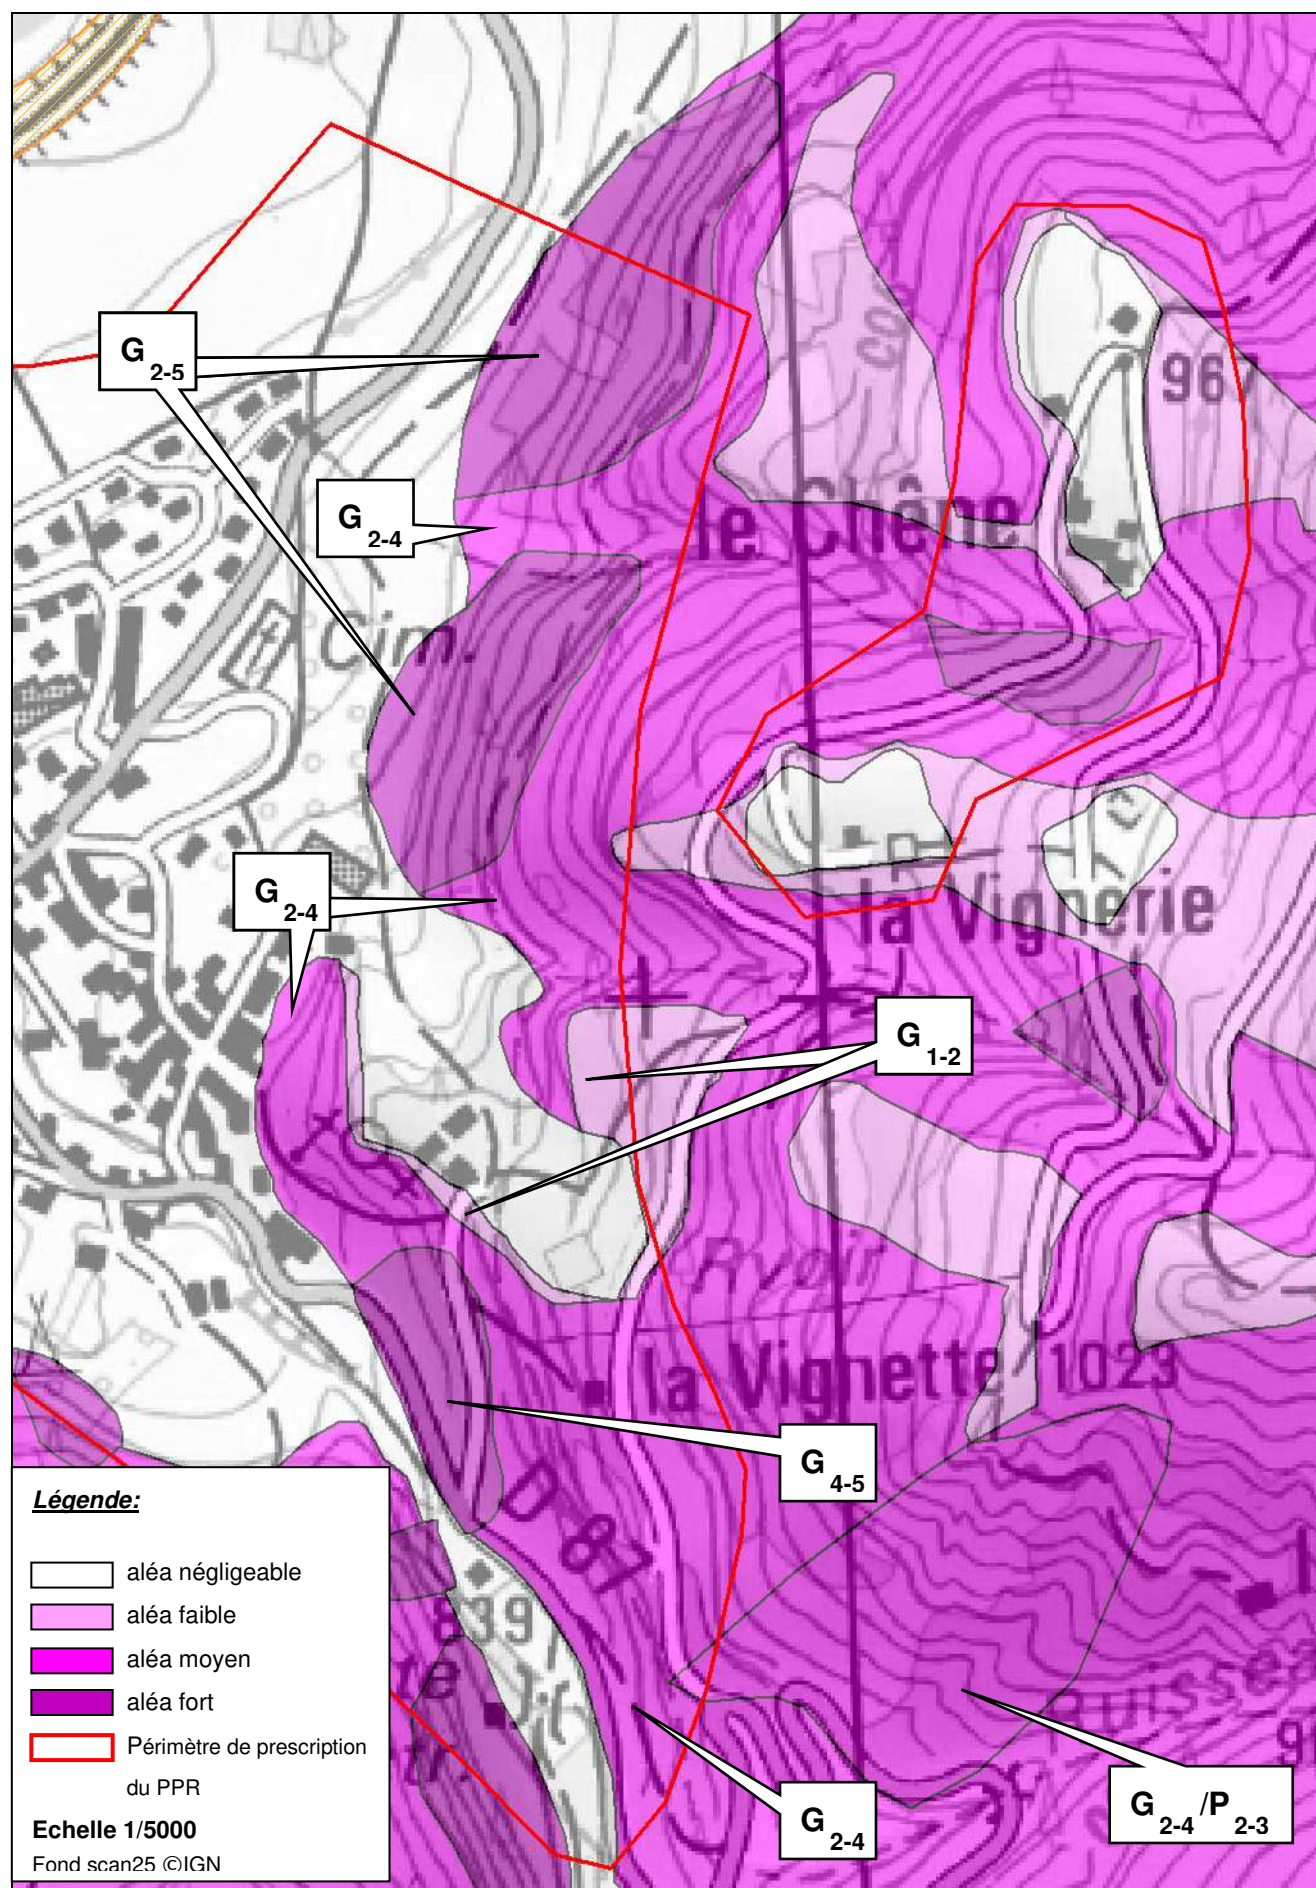 967
G 2-5
G 2-4
le Chêne
Cim.
G 2-4
la Vignerie
G 1-2
Rvoir
la Vignette 1023
G 4-5
D 87
839
Ruissea
G 2-4
G 2-4 /P 2-3
Légende:
aléa négligeable
aléa faible
aléa moyen
aléa fort
Périmètre de prescription
du PPR
Echelle 1/5000
Fond scan25 ©IGN